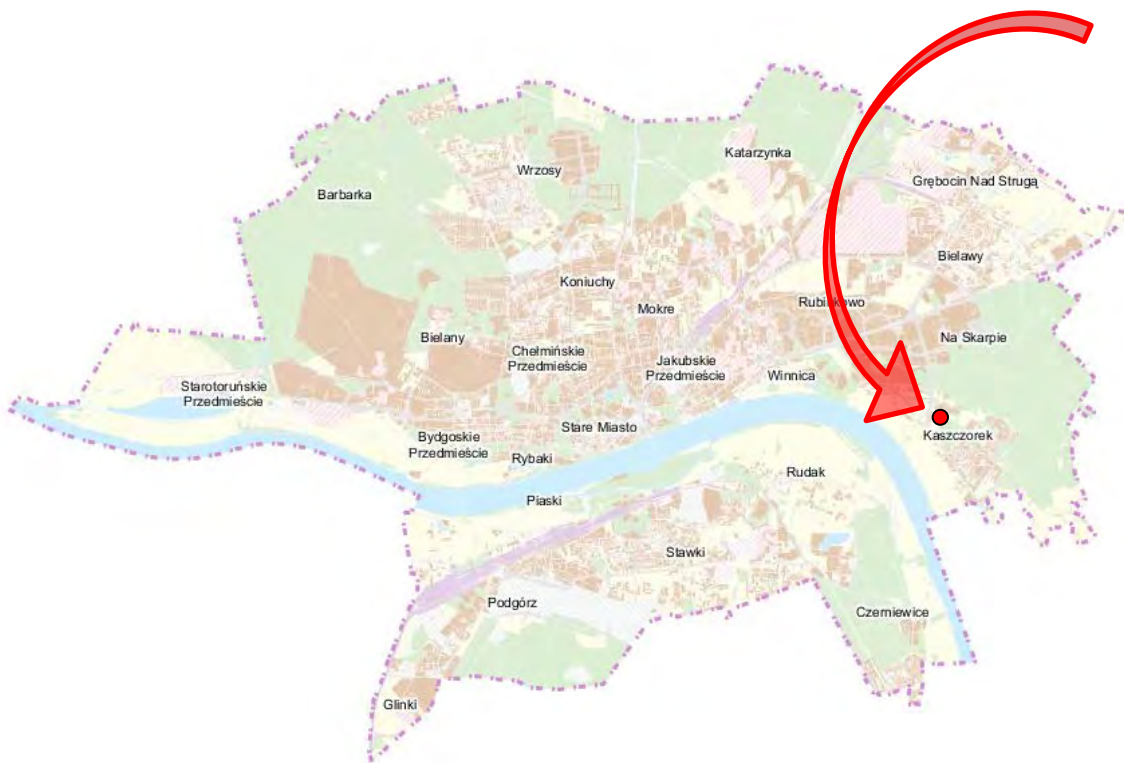 Katarzynka
Wrzosy
Grębocin Nad Strugą
Barbarka
Bielawy
Koniuchy
Rubinkowo
Mokre
Bielany
Na Skarpie
Chełmińskie
Przedmieście
Jakubskie
Przedmieście
Winnica
Starotoruńskie
Przedmieście
Stare Miasto
Kaszczorek
Bydgoskie
Przedmieście
Rybaki
Rudak
Piaski
Stawki
Podgórz
Czerniewice
Glinki